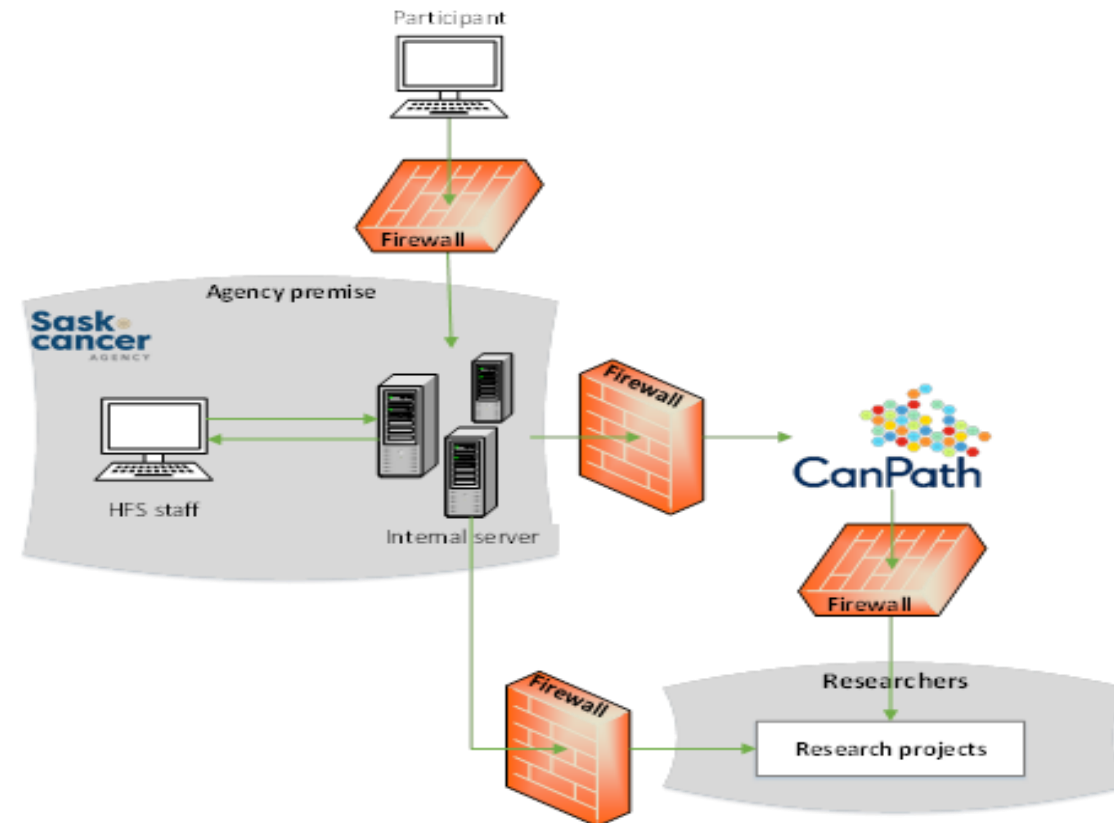 Participant
Firewall
Agency premise
Sask
cancer
AGENCY
HFS staff
Internal server
Firewall
CanPath
Firewall
Firewall
Researchers
Research projects